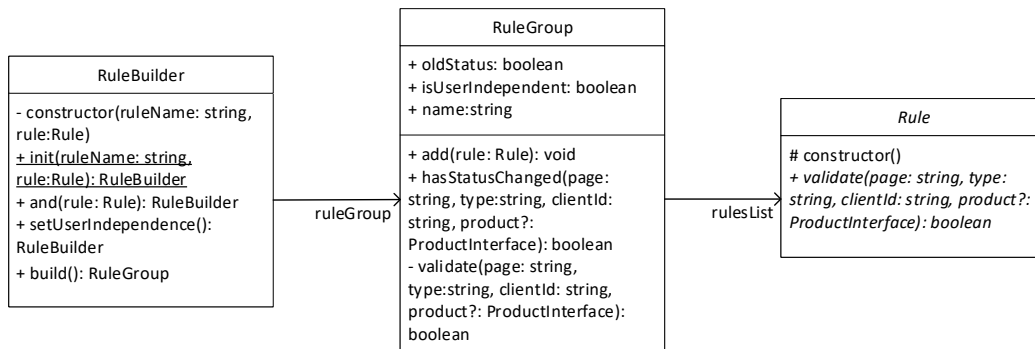 RuleBuilder
- constructor(ruleName: string,
rule:Rule)
+ init(ruleName: string,
rule:Rule): RuleBuilder
+ and(rule: Rule): RuleBuilder
+ setUserIndependence():
RuleBuilder
+ build(): RuleGroup
ruleGroup
RuleGroup
+ oldStatus: boolean
+ isUserIndependent: boolean
+ name:string
+ add(rule: Rule): void
+ hasStatusChanged(page:
string, type:string, clientId:
string, product?:
ProductInterface): boolean
- validate(page: string,
type:string, clientId: string,
product?: ProductInterface):
boolean
rulesList
Rule
# constructor()
+ validate(page: string, type:
string, clientId: string, product?:
ProductInterface): boolean